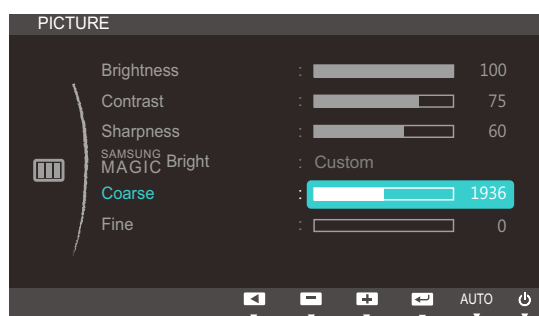 PICTURE
Brightness : 100
Contrast : 75
Sharpness : 60
SAMSUNG MAGIC Bright : Custom
Coarse : 1936
Fine : 0
AUTO